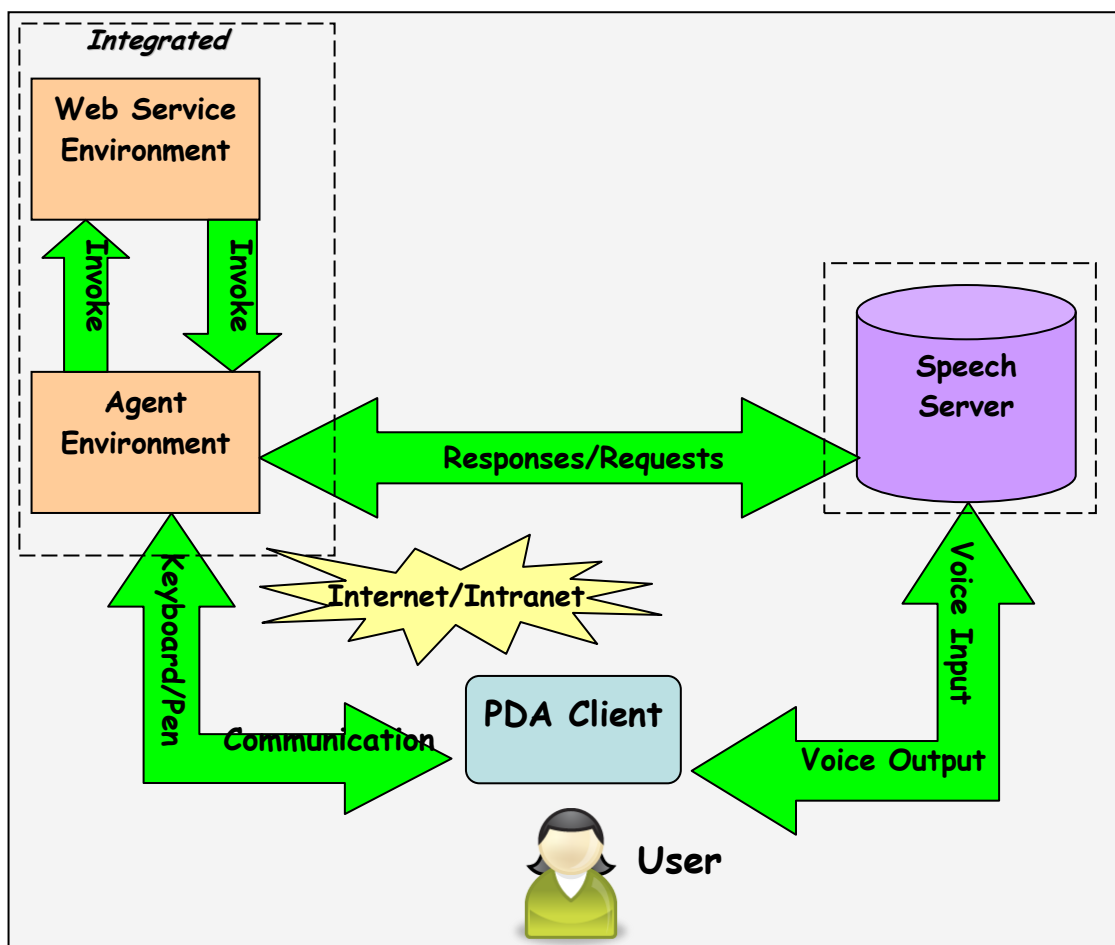 Integrated
Web Service
Environment
Invoke
Invoke
Agent
Environment
Speech
Server
Responses/Requests
Keyboard/Pen
Internet/Intranet
Voice Input
PDA Client
Communication
Voice Output
User